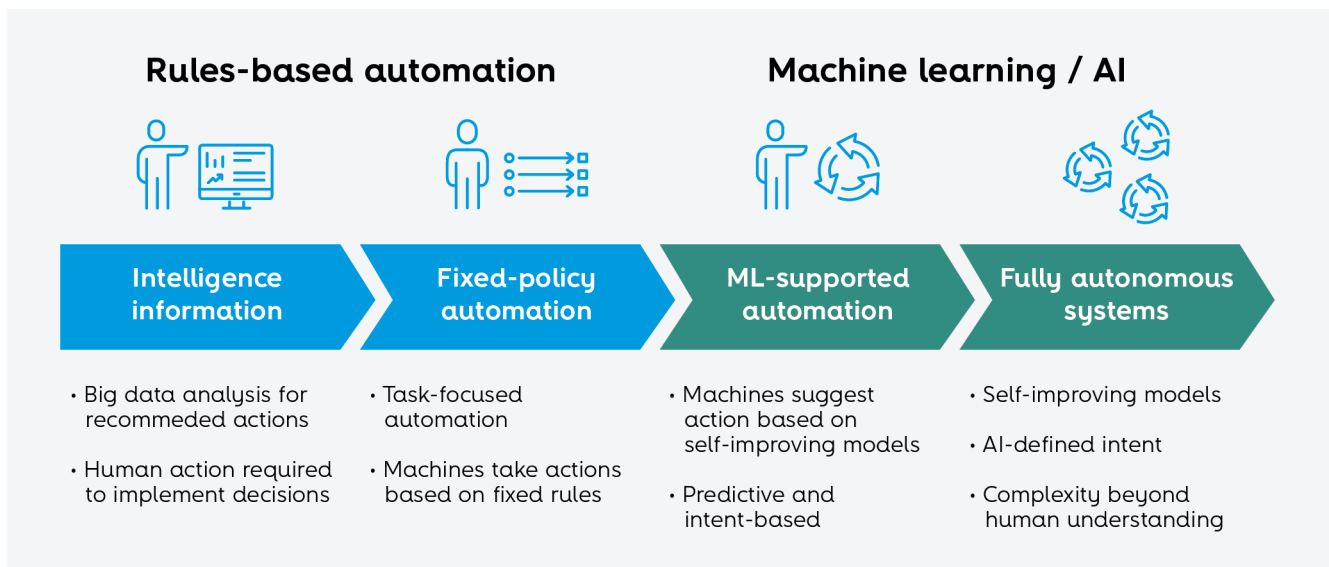 Rules-based automation
Machine learning / AI
Intelligence
information
Fixed-policy
automation
ML-supported
automation
Fully autonomous
systems
• Big data analysis for
recommeded actions
• Human action required
to implement decisions
• Task-focused
automation
• Machines take actions
based on fixed rules
• Machines suggest
action based on
self-improving models
• Predictive and
intent-based
• Self-improving models
• AI-defined intent
• Complexity beyond
human understanding